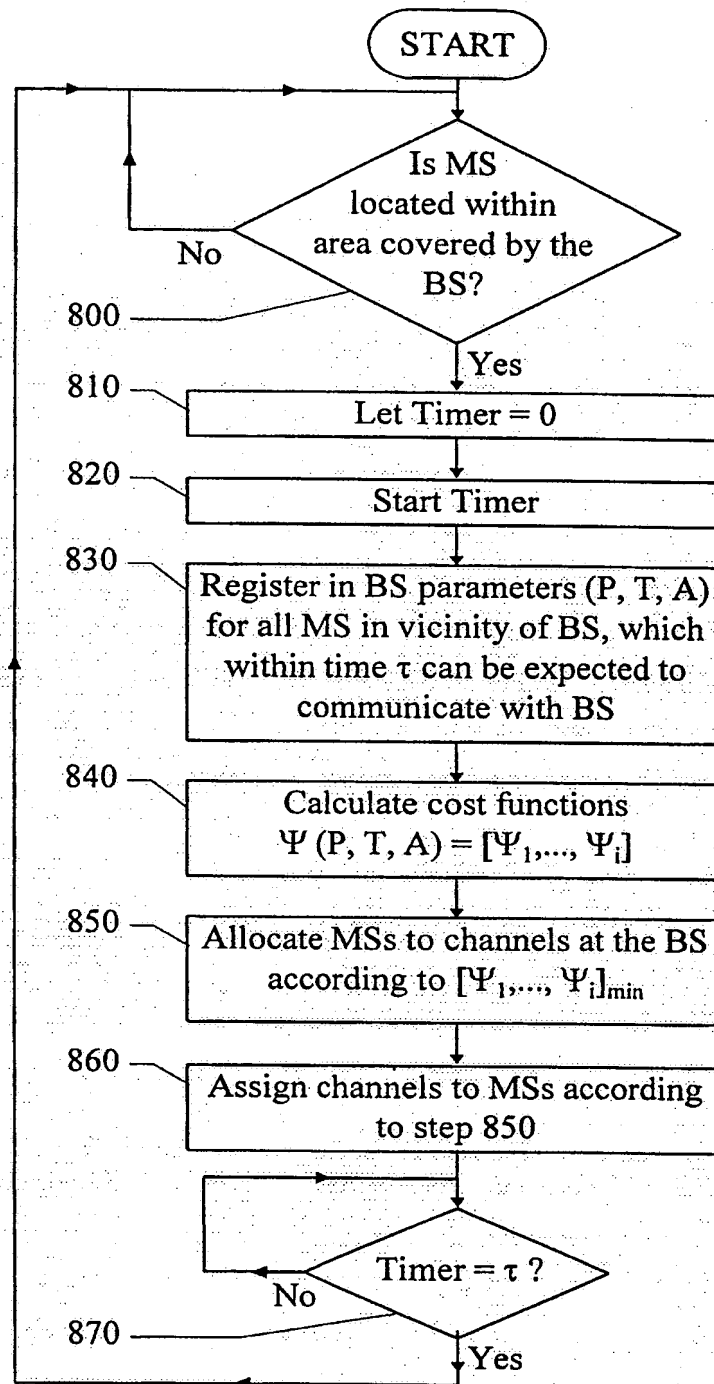 START
Is MS
located within
area covered by the
BS?
No
800
Yes
810
Let Timer = 0
820
Start Timer
830
Register in BS parameters (P, T, A)
for all MS in vicinity of BS, which
within time τ can be expected to
communicate with BS
840
Calculate cost functions
Ψ (P, T, A) = [Ψ₁,..., Ψᵢ]
850
Allocate MSs to channels at the BS
according to [Ψ₁,..., Ψᵢ]min
860
Assign channels to MSs according
to step 850
Timer = τ ?
No
870
Yes